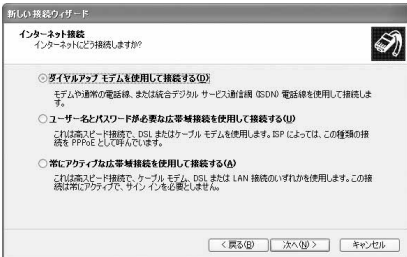 新しい接続ウィザード
インターネット接続
インターネットにどう接続しますか?
ダイヤルアップ モデムを使用して接続する(D)
モデムや通常の電話線、または統合デジタル サービス通信網 (ISDN) 電話線を使用して接続しま
す。
ユーザー名とパスワードが必要な広帯域接続を使用して接続する(U)
これは高スピード接続で、DSL またはケーブル モデムを使用します。ISP によっては、この種類の接
続を PPPoE として呼んでいます。
常にアクティブな広帯域接続を使用して接続する(A)
これは高スピード接続で、ケーブル モデム、DSL または LAN 接続のいずれかを使用します。この接
続は常にアクティブで、サイン インを必要としません。
< 戻る(B)
次へ(N) >
キャンセル